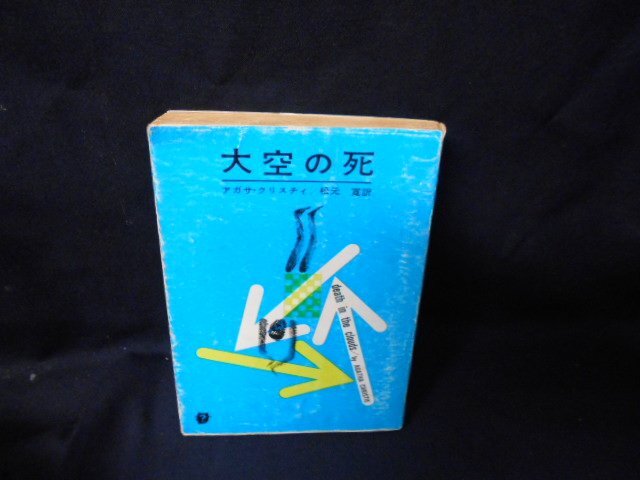 大空の死
アガサ・クリスティ 松元 寛訳
death in the clouds / by AGATHA CHRISTIE
?